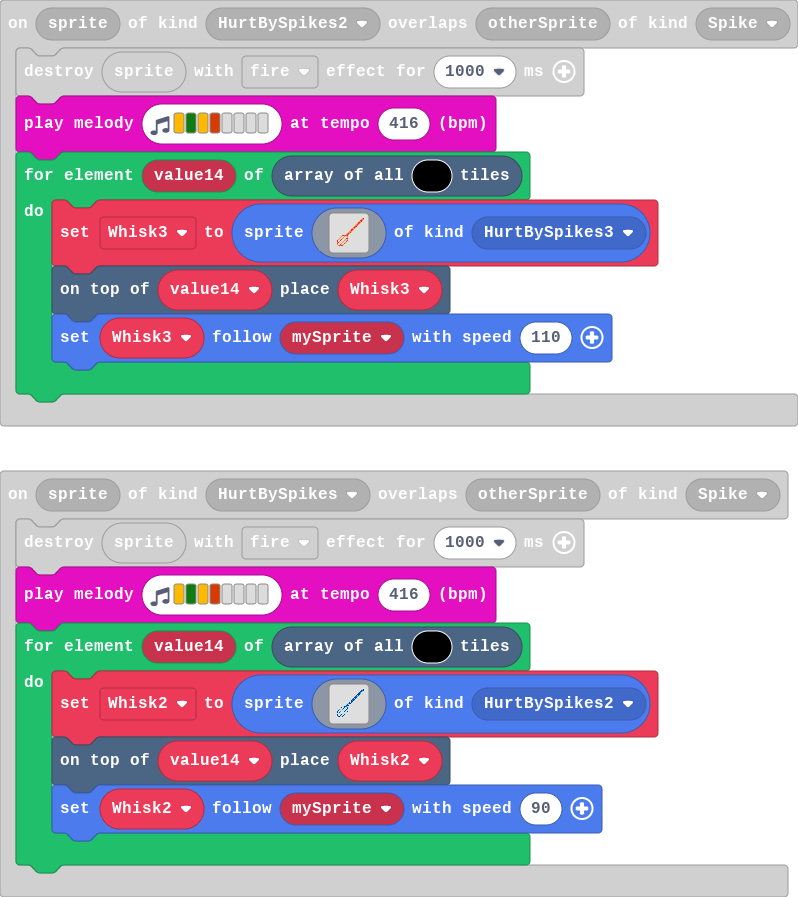 on sprite of kind HurtBySpikes2 overlaps otherSprite of kind Spike
destroy sprite with fire effect for 1000 ms
play melody at tempo 416 (bpm)
for element value14 of array of all tiles
do
set Whisk3 to sprite of kind HurtBySpikes3
on top of value14 place Whisk3
set Whisk3 follow mySprite with speed 110
on sprite of kind HurtBySpikes overlaps otherSprite of kind Spike
destroy sprite with fire effect for 1000 ms
play melody at tempo 416 (bpm)
for element value14 of array of all tiles
do
set Whisk2 to sprite of kind HurtBySpikes2
on top of value14 place Whisk2
set Whisk2 follow mySprite with speed 90